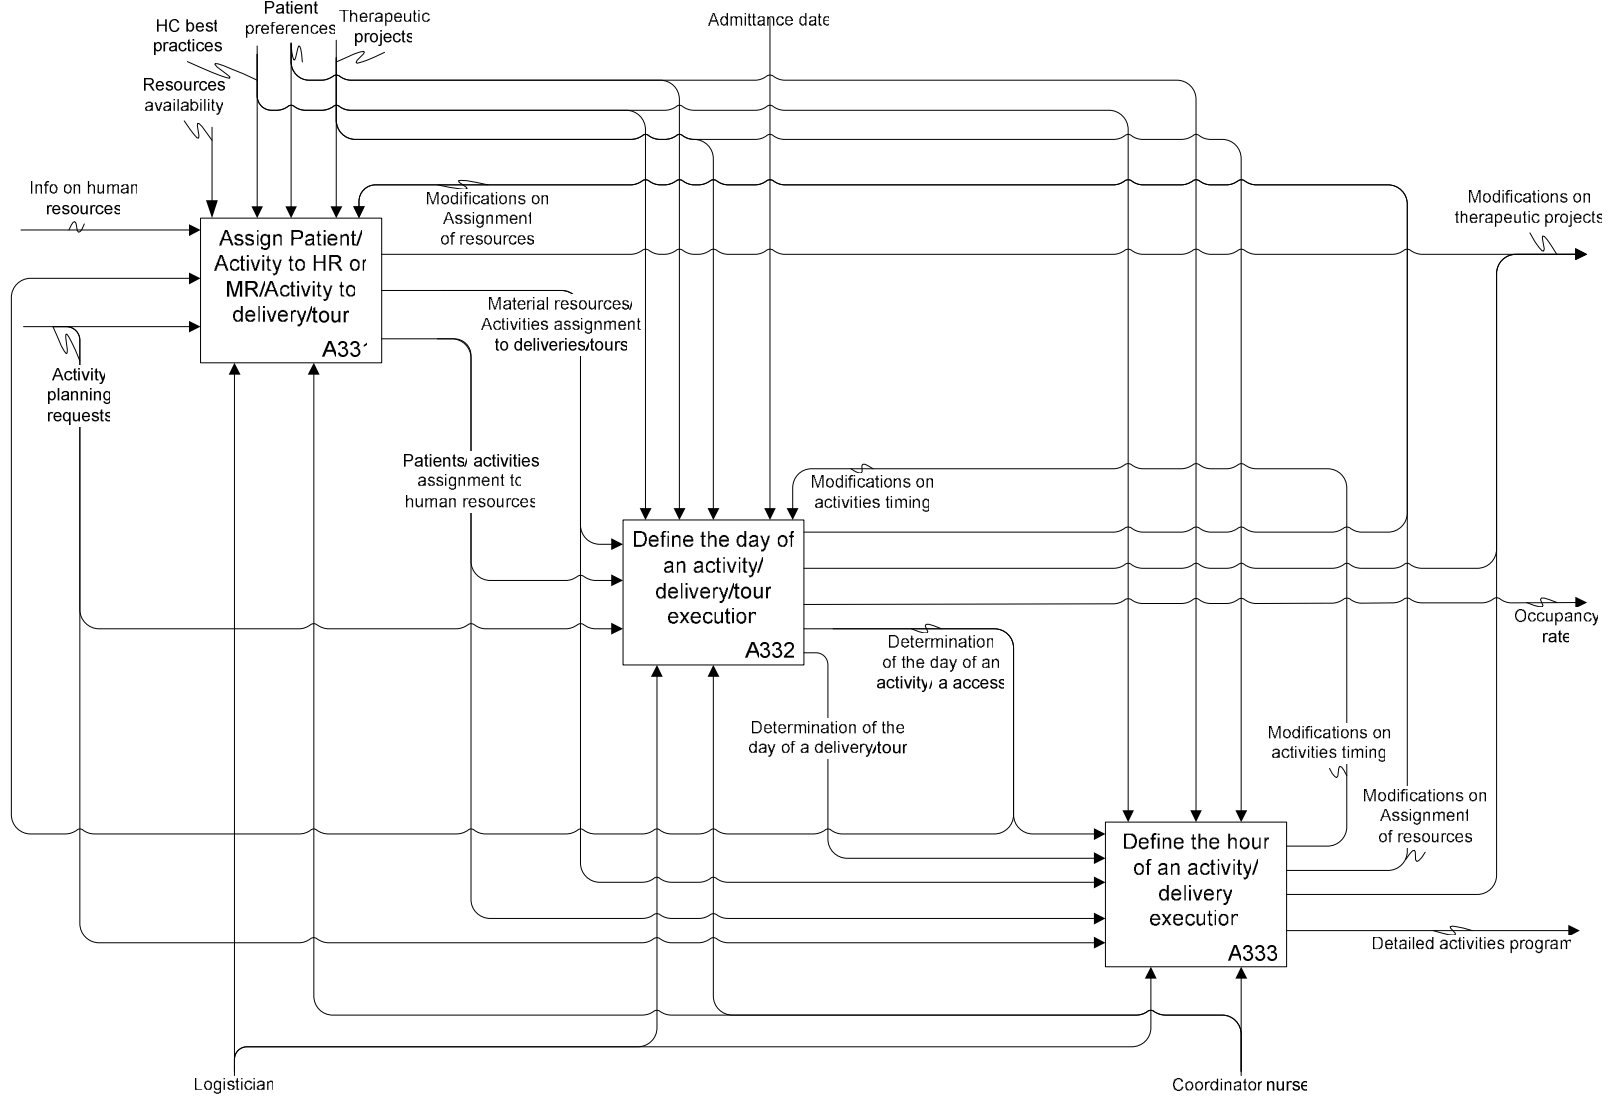 Patient
preferences
Therapeutic
projects
HC best
practices
Resources
availability
Admittance date
Info on human
resources
Modifications on
Assignment
of resources
Modifications on
therapeutic projects
Assign Patient/
Activity to HR or
MR/Activity to
delivery/tour
A331
Material resources/
Activities assignment
to deliveries/tours
Activity
planning
requests
Patients/ activities
assignment to
human resources
Modifications on
activities timing
Define the day of
an activity/
delivery/tour
execution
A332
Occupancy
rate
Determination
of the day of an
activity/ a access
Determination of the
day of a delivery/tour
Modifications on
activities timing
Modifications on
Assignment
of resources
Define the hour
of an activity/
delivery
execution
A333
Detailed activities program
Logistician
Coordinator nurse